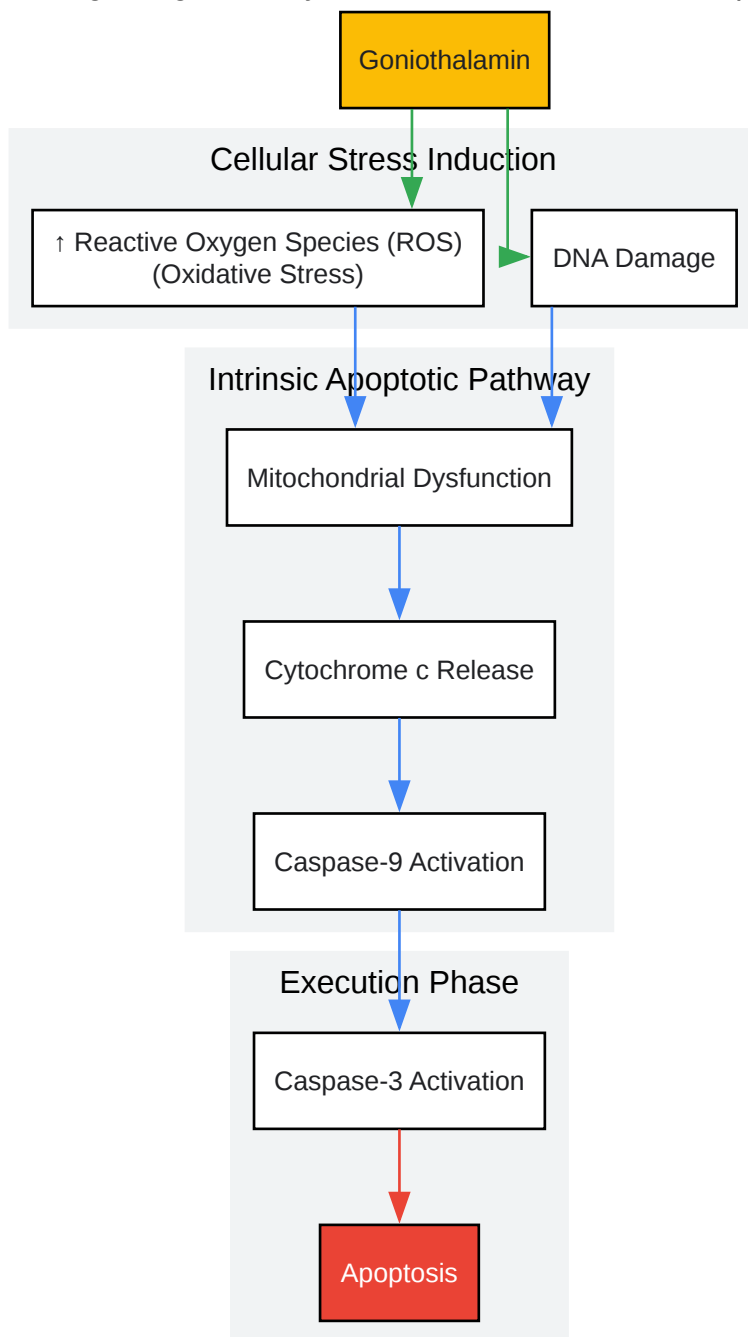 Goniothalamin
Cellular Stress Induction
↑ Reactive Oxygen Species (ROS)
(Oxidative Stress)
DNA Damage
Intrinsic Apoptotic Pathway
Mitochondrial Dysfunction
Cytochrome c Release
Caspase-9 Activation
Execution Phase
Caspase-3 Activation
Apoptosis